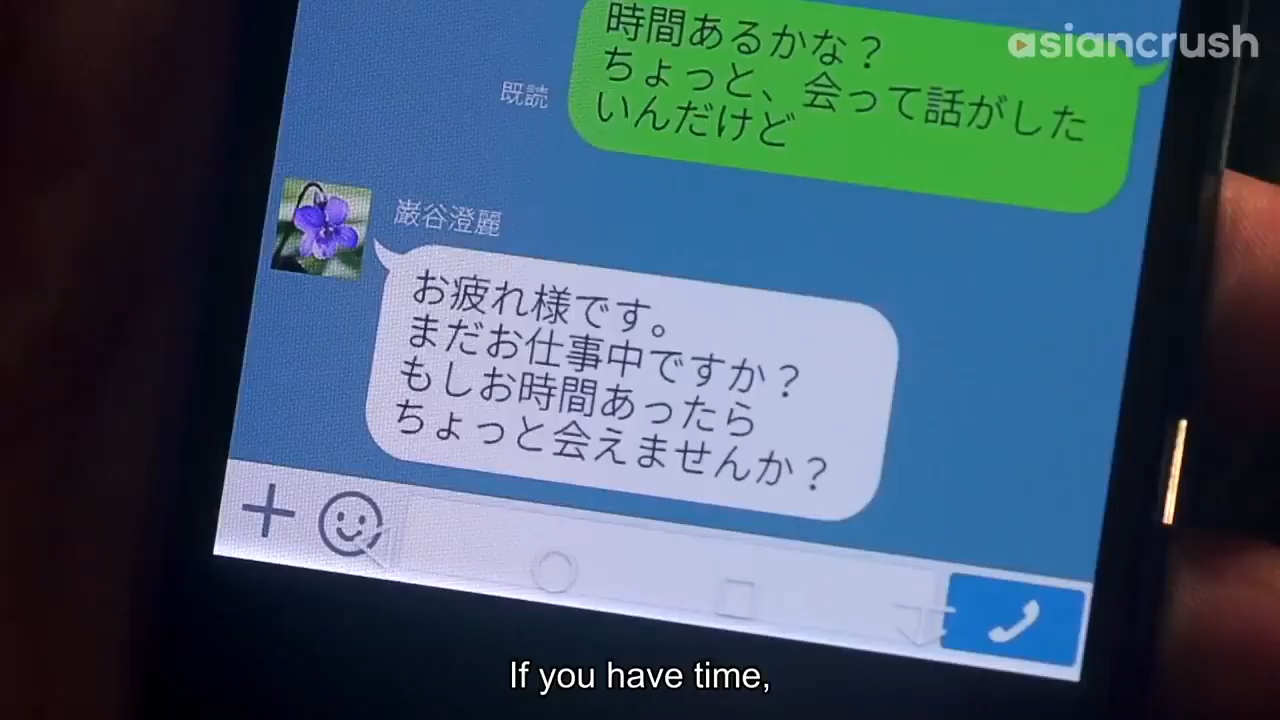 asiancrush
時間あるかな？
ちょっと、会って話がした
いんだけど
既読
巌谷澄麗
お疲れ様です。
まだお仕事中ですか？
もしお時間あったら
ちょっと会えませんか？
If you have time,